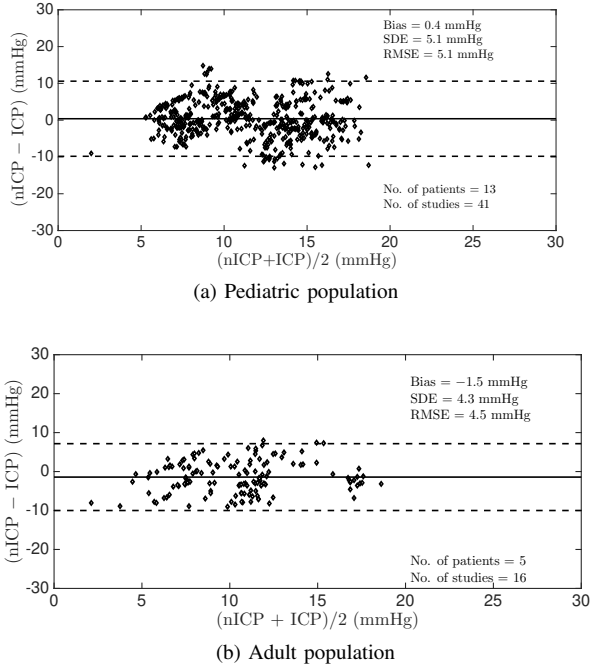 30
20
10
0
-10
-20
-30
(nICP − ICP) (mmHg)
Bias = 0.4 mmHg
SDE = 5.1 mmHg
RMSE = 5.1 mmHg
No. of patients = 13
No. of studies = 41
0 5 10 15 20 25 30
(nICP+ICP)/2 (mmHg)
(a) Pediatric population
30
20
10
0
-10
-20
-30
(nICP − ICP) (mmHg)
Bias = −1.5 mmHg
SDE = 4.3 mmHg
RMSE = 4.5 mmHg
No. of patients = 5
No. of studies = 16
0 5 10 15 20 25 30
(nICP + ICP)/2 (mmHg)
(b) Adult population